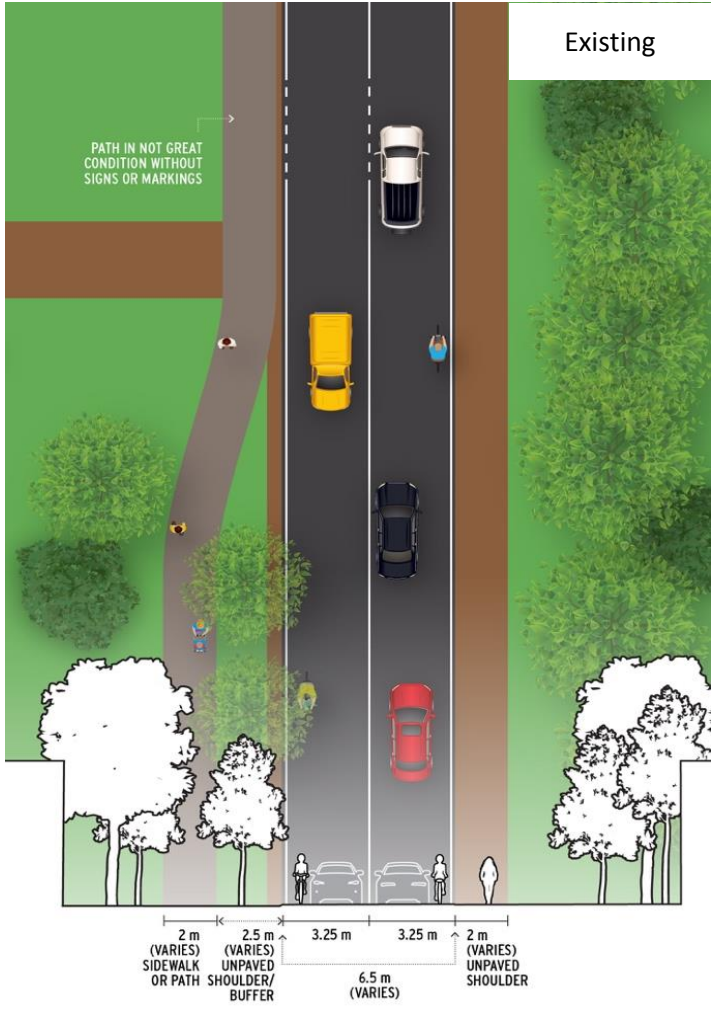 Existing
PATH IN NOT GREAT
CONDITION WITHOUT
SIGNS OR MARKINGS
2 m
(VARIES)
SIDEWALK
OR PATH
2.5 m
(VARIES)
UNPAVED
SHOULDER/
BUFFER
3.25 m
3.25 m
6.5 m
(VARIES)
2 m
(VARIES)
UNPAVED
SHOULDER